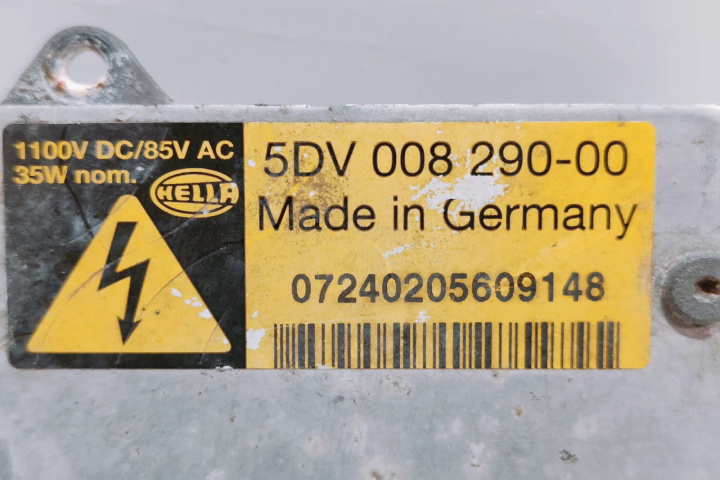 1100V DC/85V AC
35W nom.
HELLA
5DV 008 290-00
Made in Germany
07240205609148